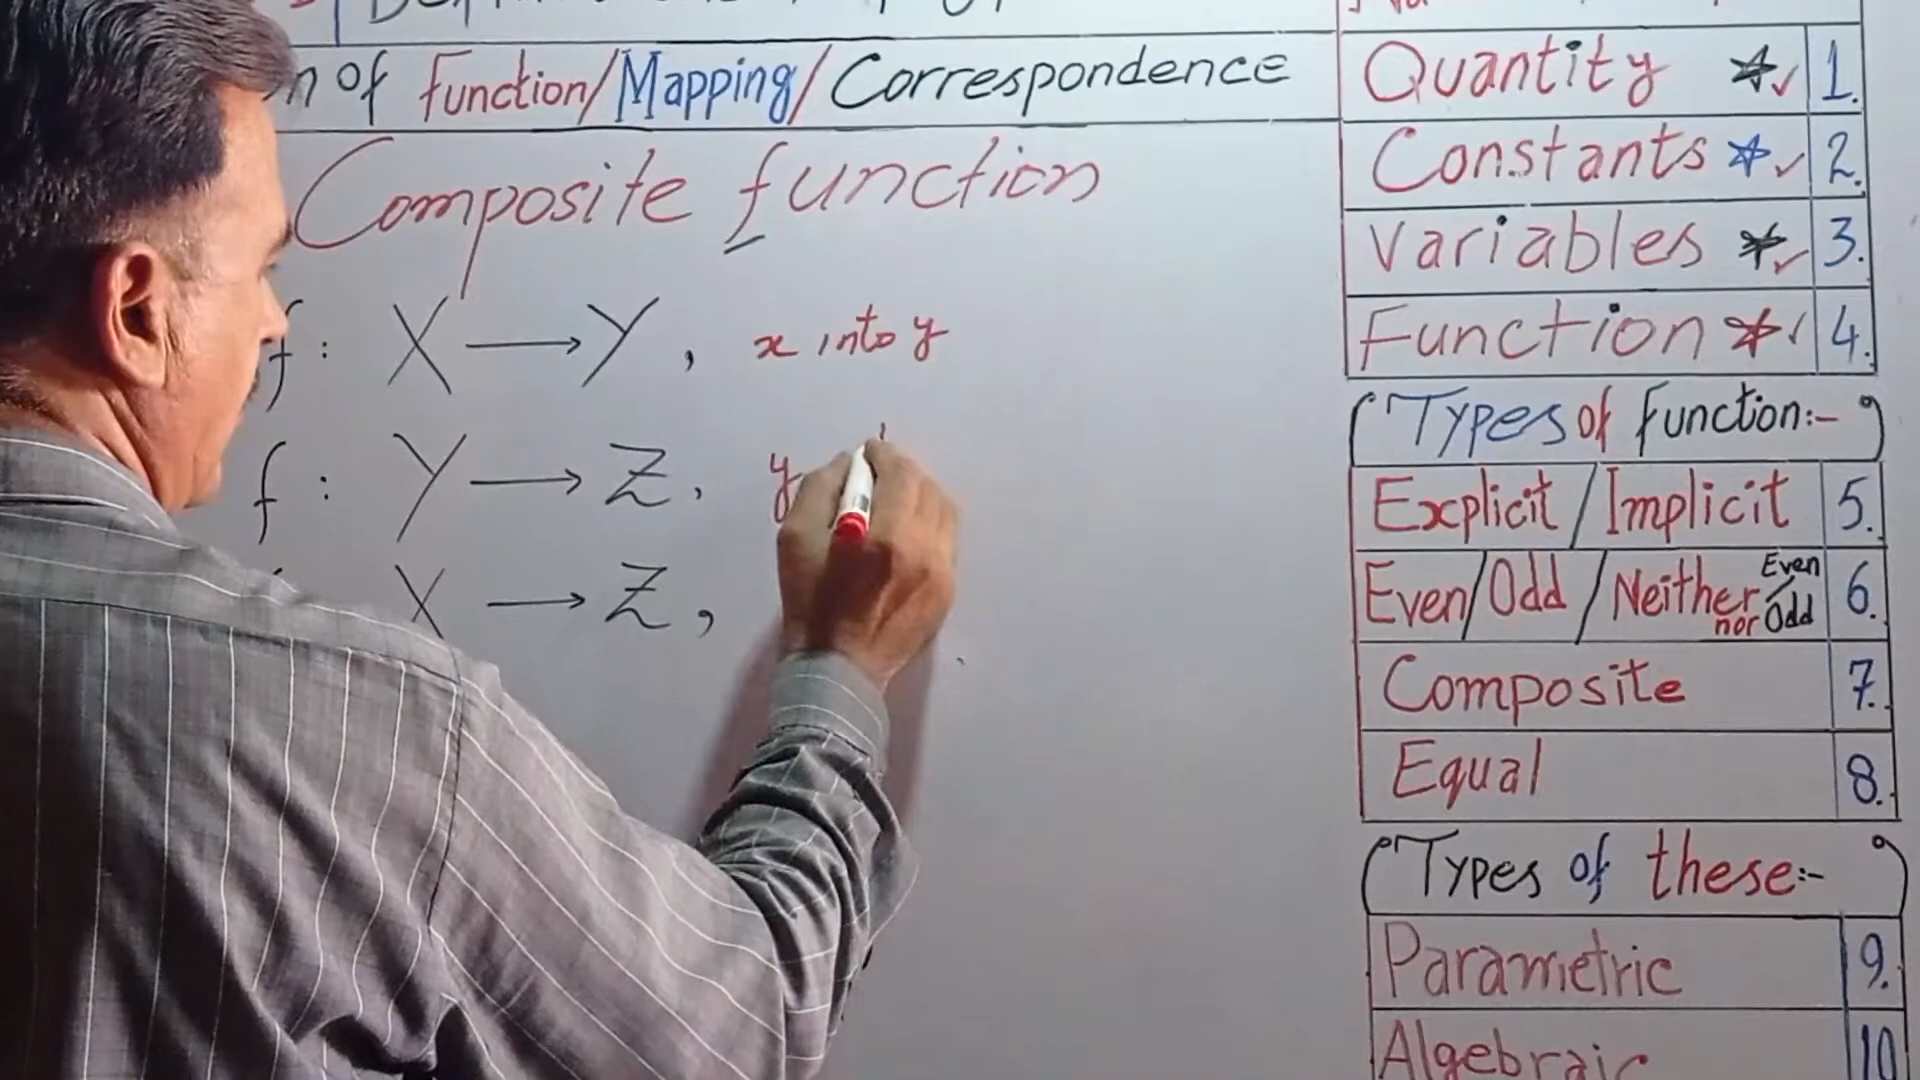 of Function/Mapping/Correspondence
Composite function
f : X → Y , x into y
f : Y → Z , y
X → Z ,
Quantity 1.
Constants 2.
Variables 3.
Function 4.
Types of function:-
Explicit/Implicit 5.
Even/Odd/Neither nor Even/Odd 6.
Composite 7.
Equal 8.
Types of these:-
Parametric 9.
Algebraic 10